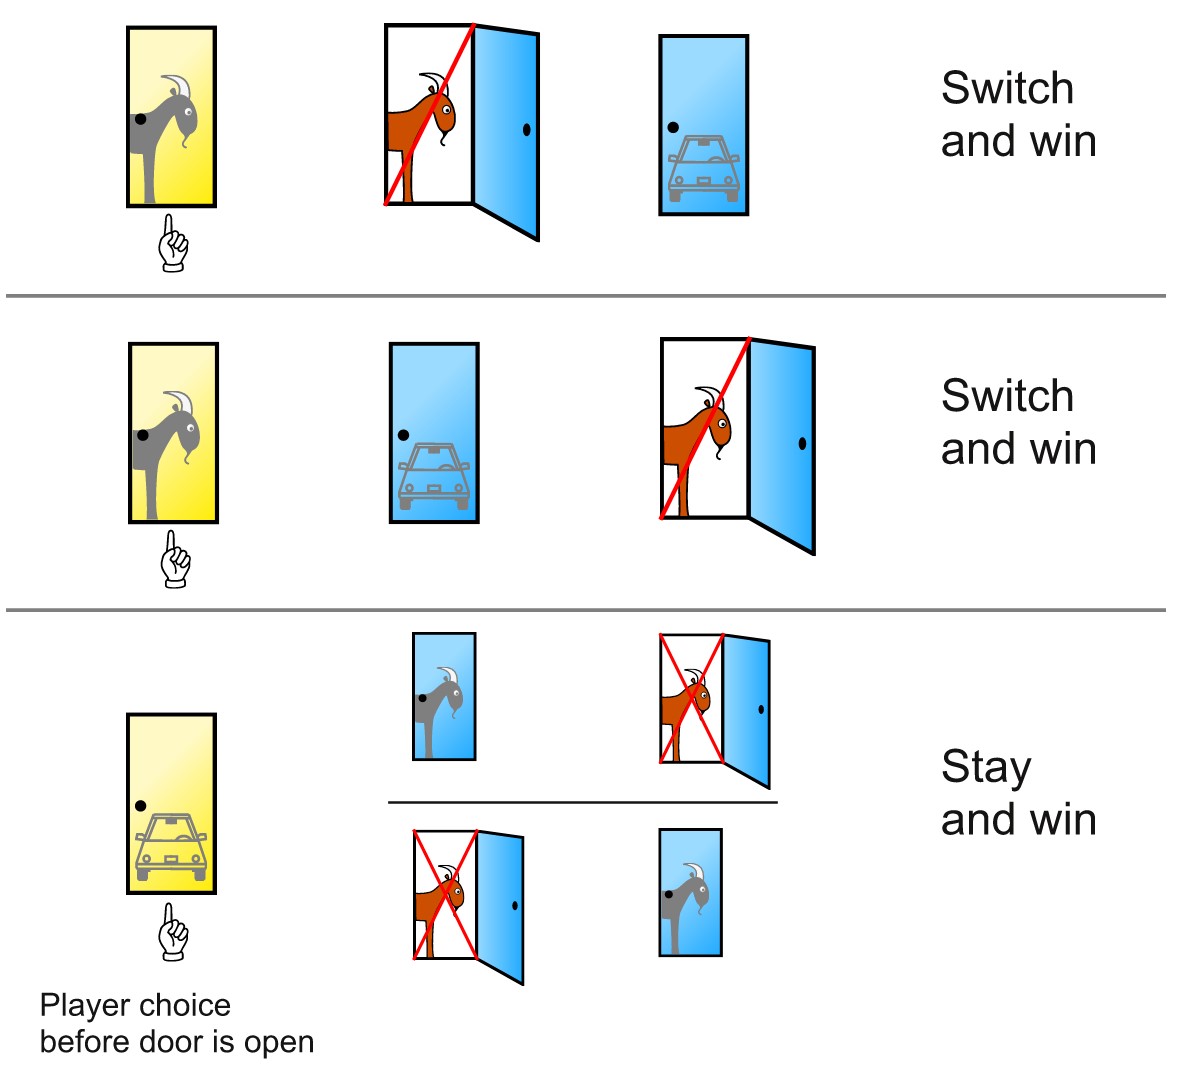 Switch
and win
Switch
and win
Stay
and win
Player choice
before door is open